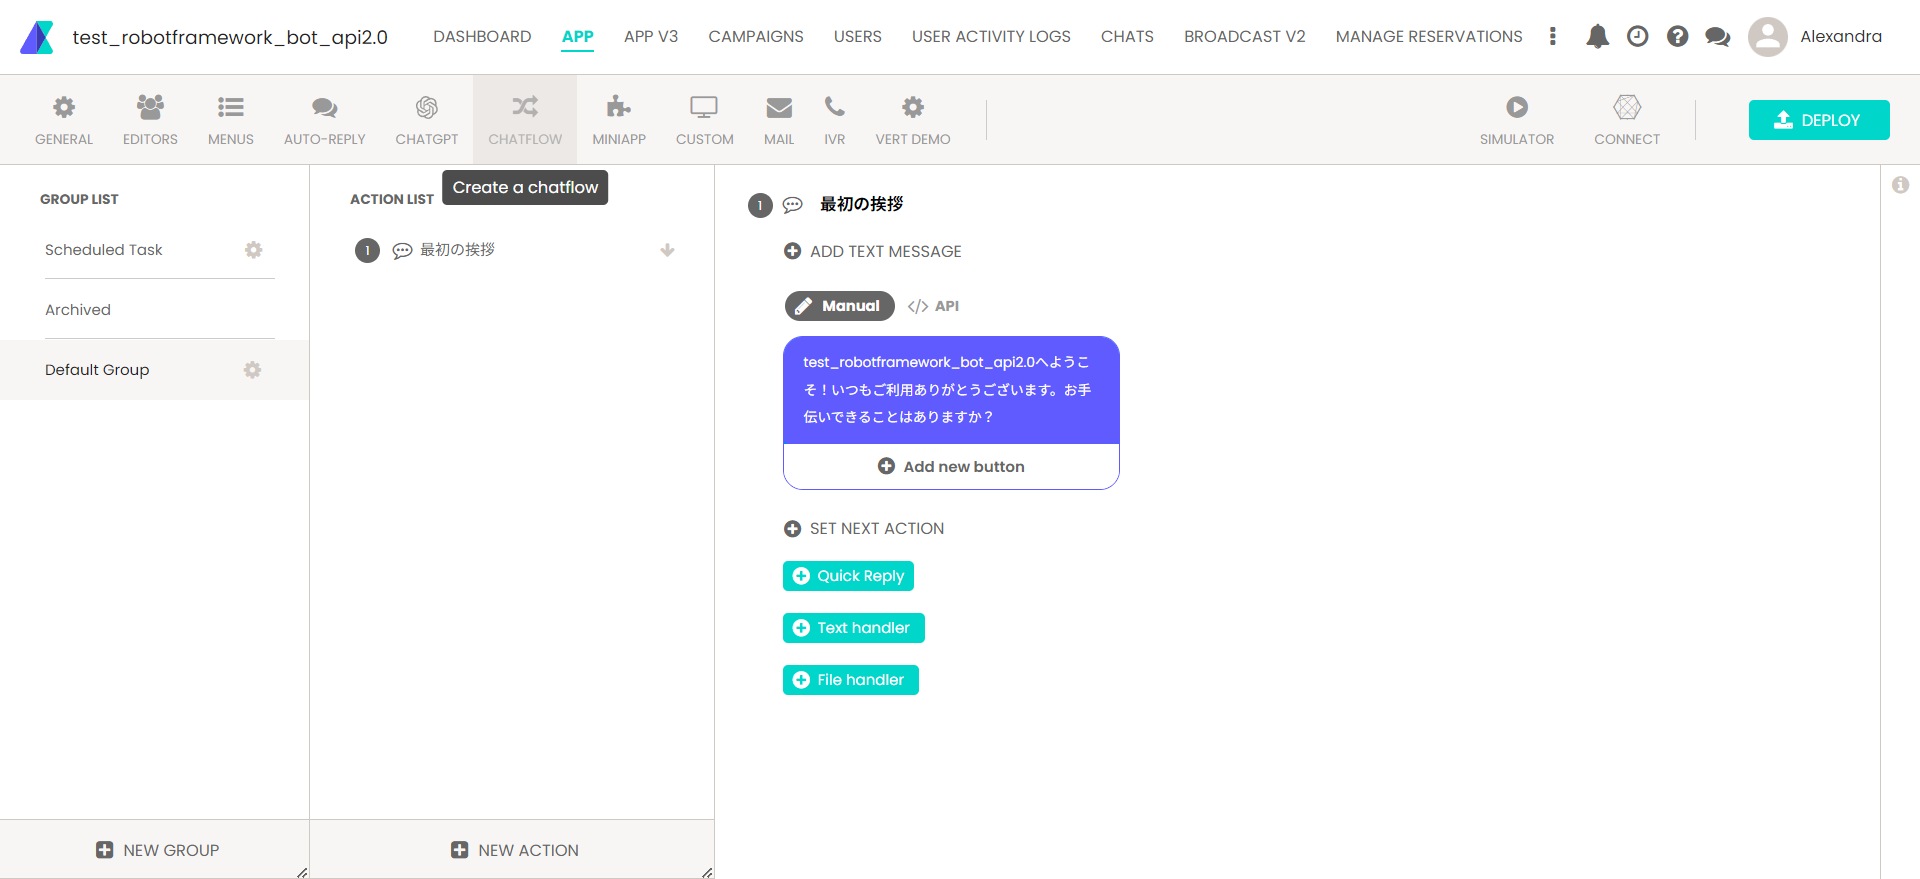 test_robotframework_bot_api2.0
DASHBOARD
APP
APP V3
CAMPAIGNS
USERS
USER ACTIVITY LOGS
CHATS
BROADCAST V2
MANAGE RESERVATIONS
Alexandra
GENERAL
EDITORS
MENUS
AUTO-REPLY
CHATGPT
CHATFLOW
MINIAPP
CUSTOM
MAIL
IVR
VERT DEMO
SIMULATOR
CONNECT
DEPLOY
Create a chatflow
GROUP LIST
Scheduled Task
Archived
Default Group
NEW GROUP
ACTION LIST
1 最初の挨拶
NEW ACTION
1 最初の挨拶
ADD TEXT MESSAGE
Manual </> API
test_robotframework_bot_api2.0へようこ
そ！いつもご利用ありがとうございます。お手
伝いできることはありますか？
Add new button
SET NEXT ACTION
Quick Reply
Text handler
File handler